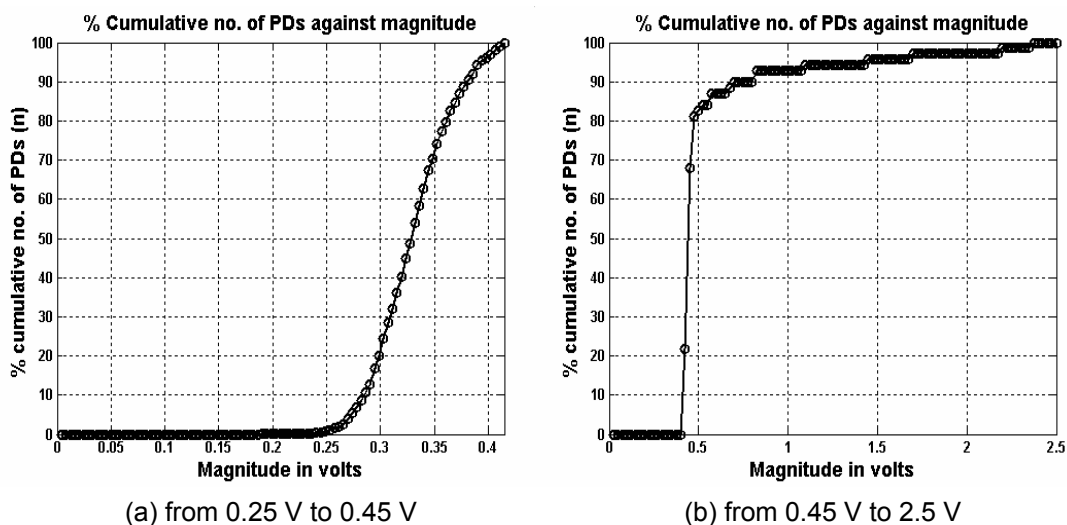 % Cumulative no. of PDs against magnitude
% cumulative no. of PDs (n)
100
90
80
70
60
50
40
30
20
10
0
0 0.05 0.1 0.15 0.2 0.25 0.3 0.35 0.4
Magnitude in volts
(a) from 0.25 V to 0.45 V
% Cumulative no. of PDs against magnitude
% cumulative no. of PDs (n)
100
90
80
70
60
50
40
30
20
10
0
0.5 1 1.5 2 2.5
Magnitude in volts
(b) from 0.45 V to 2.5 V